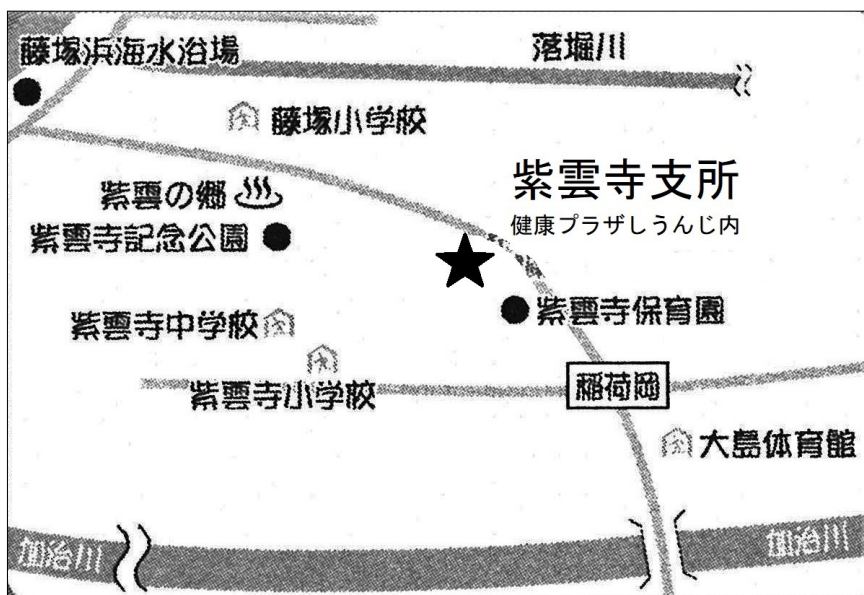 藤塚浜海水浴場
落堀川
藤塚小学校
紫雲寺支所
健康プラザしうんじ内
紫雲の郷
紫雲寺記念公園
紫雲寺保育園
紫雲寺中学校
紫雲寺小学校
稲荷岡
大島体育館
加治川
加治川